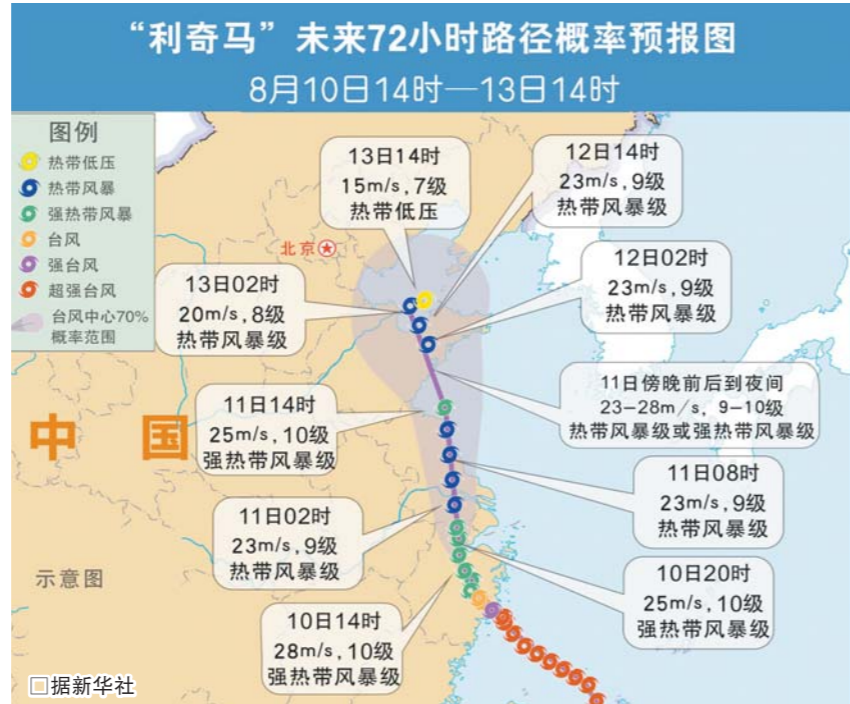 “利奇马”未来72小时路径概率预报图
8月10日14时—13日14时
图例
热带低压
热带风暴
强热带风暴
台风
强台风
超强台风
台风中心70%
概率范围
13日14时
15m/s,7级
热带低压
12日14时
23m/s,9级
热带风暴级
北京
12日02时
23m/s,9级
热带风暴级
13日02时
20m/s,8级
热带风暴级
11日傍晚前后到夜间
23-28m/s, 9-10级
热带风暴级或强热带风暴级
11日14时
25m/s,10级
强热带风暴级
中国
11日08时
23m/s,9级
热带风暴级
11日02时
23m/s,9级
热带风暴级
10日20时
25m/s,10级
强热带风暴级
示意图
10日14时
28m/s,10级
强热带风暴级
据新华社